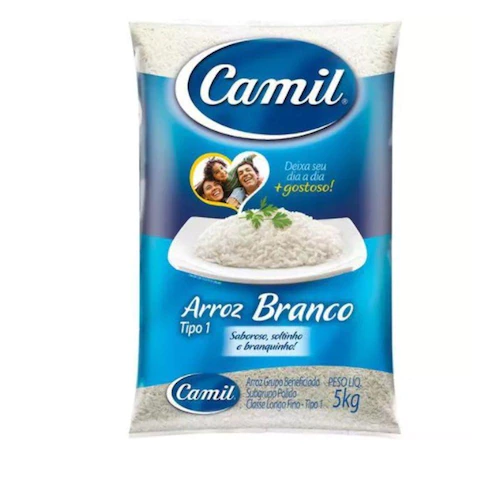 Camil
Deixa seu
dia a dia
+gostoso!
Arroz Branco
Tipo 1
Saboroso, soltinho
e branquinho!
Camil
Arroz Grupo Beneficiado
Subgrupo Polido
Classe Longo Fino - Tipo 1
PESO LÍQ.
5kg